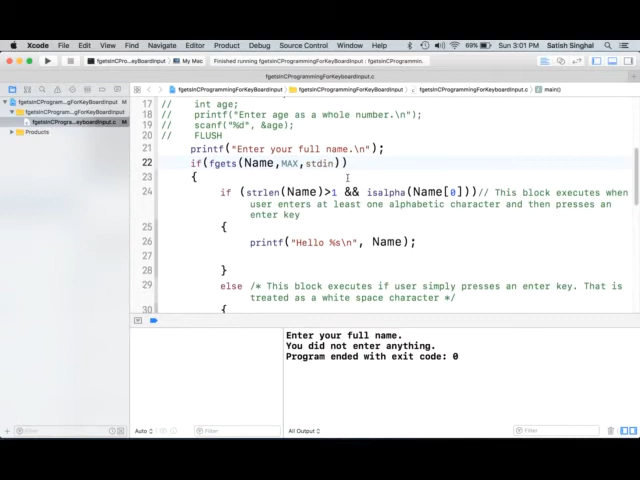 Xcode File Edit View Find Navigate Editor Product Debug Source Control Window Help 69% Sun 3:01 PM Satish Singhal
fgetsInCPro...eyBoardInput My Mac Finished running fgetsInCProgrammingForKeyBoardInput : fgetsInCProgrammin...
fgetsInCProgrammingForKeyboardInput.c
fgetsInCProgram...gForKeyBoardInput M
fgetsInCProgram...gForKeyBoardInput
fgetsInCProgram...eyboardInput.c M
Products
fgetsInCProgrammingForKeyBoardInput fgetsInCProgrammingForKeyBoardInput fgetsInCProgrammingForKeyboardInput.c main()
17 // int age;
18 // printf("Enter age as a whole number.\n");
19 // scanf("%d", &age);
20 // FLUSH
21 printf("Enter your full name.\n");
22 if(fgets(Name,MAX,stdin))
23 {
24 if (strlen(Name)>1 && isalpha(Name[0]))// This block executes when
user enters at least one alphabetic character and then presses an
enter key
25 {
26 printf("Hello %s\n", Name);
27
28 }
29 else /* This block executes if user simply presses an enter key. That is
treated as a white space character */
30 {
Enter your full name.
You did not enter anything.
Program ended with exit code: 0
Filter Auto Filter All Output Filter